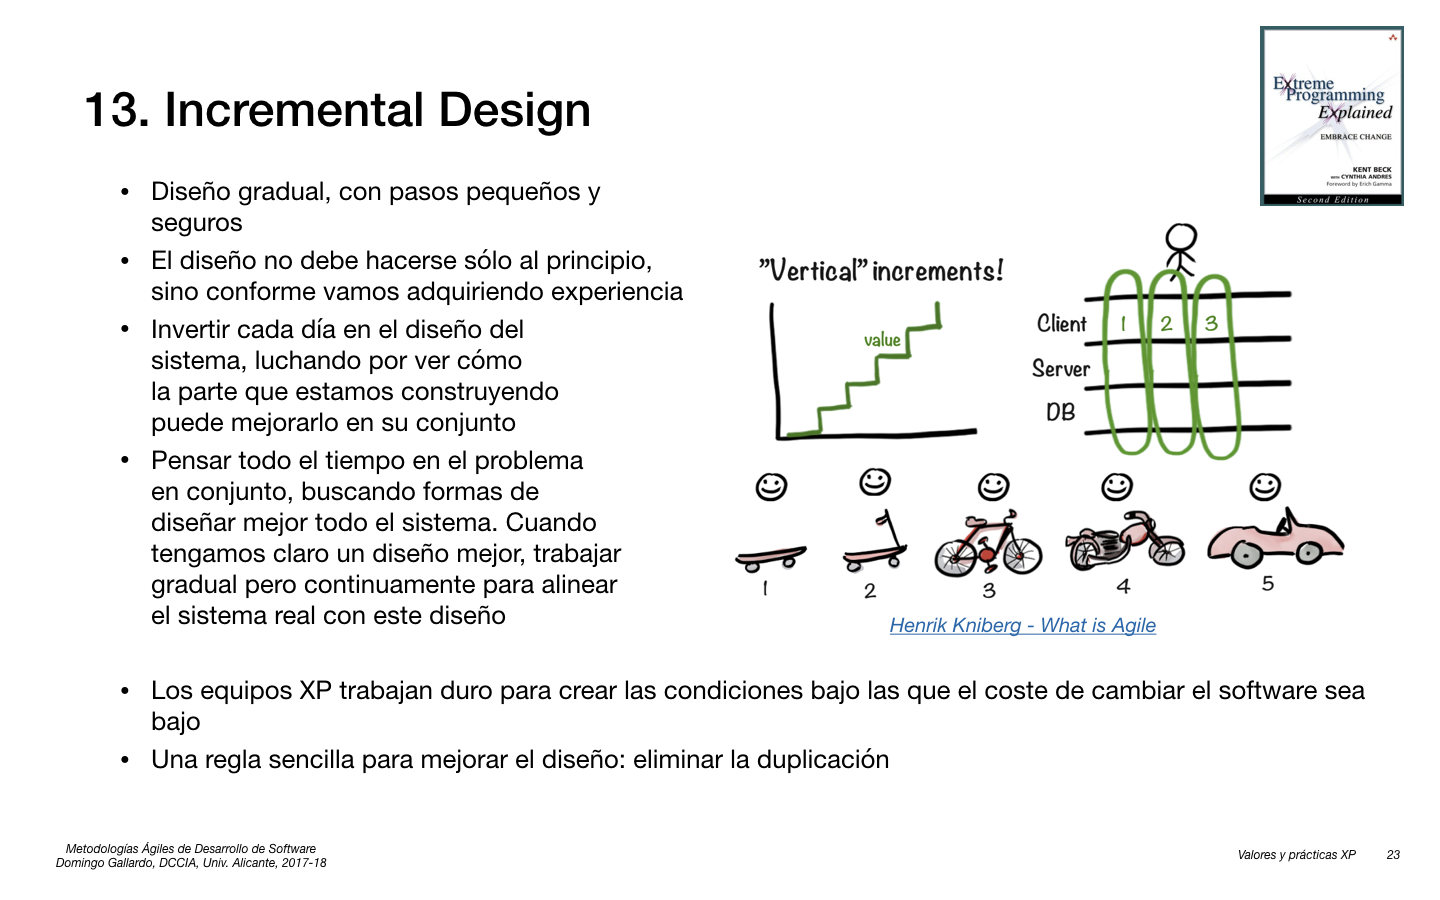 Extreme
Programming
Explained
EMBRACE CHANGE
KENT BECK
WITH CYNTHIA ANDRES
Foreword by Erich Gamma
Second Edition
13. Incremental Design
• Diseño gradual, con pasos pequeños y
seguros
• El diseño no debe hacerse sólo al principio,
sino conforme vamos adquiriendo experiencia
• Invertir cada día en el diseño del
sistema, luchando por ver cómo
la parte que estamos construyendo
puede mejorarlo en su conjunto
• Pensar todo el tiempo en el problema
en conjunto, buscando formas de
diseñar mejor todo el sistema. Cuando
tengamos claro un diseño mejor, trabajar
gradual pero continuamente para alinear
el sistema real con este diseño
"Vertical" increments!
value
Client 1 2 3
Server
DB
1 2 3 4 5
Henrik Kniberg - What is Agile
• Los equipos XP trabajan duro para crear las condiciones bajo las que el coste de cambiar el software sea
bajo
• Una regla sencilla para mejorar el diseño: eliminar la duplicación
Metodologías Ágiles de Desarrollo de Software
Domingo Gallardo, DCCIA, Univ. Alicante, 2017-18
Valores y prácticas XP 23